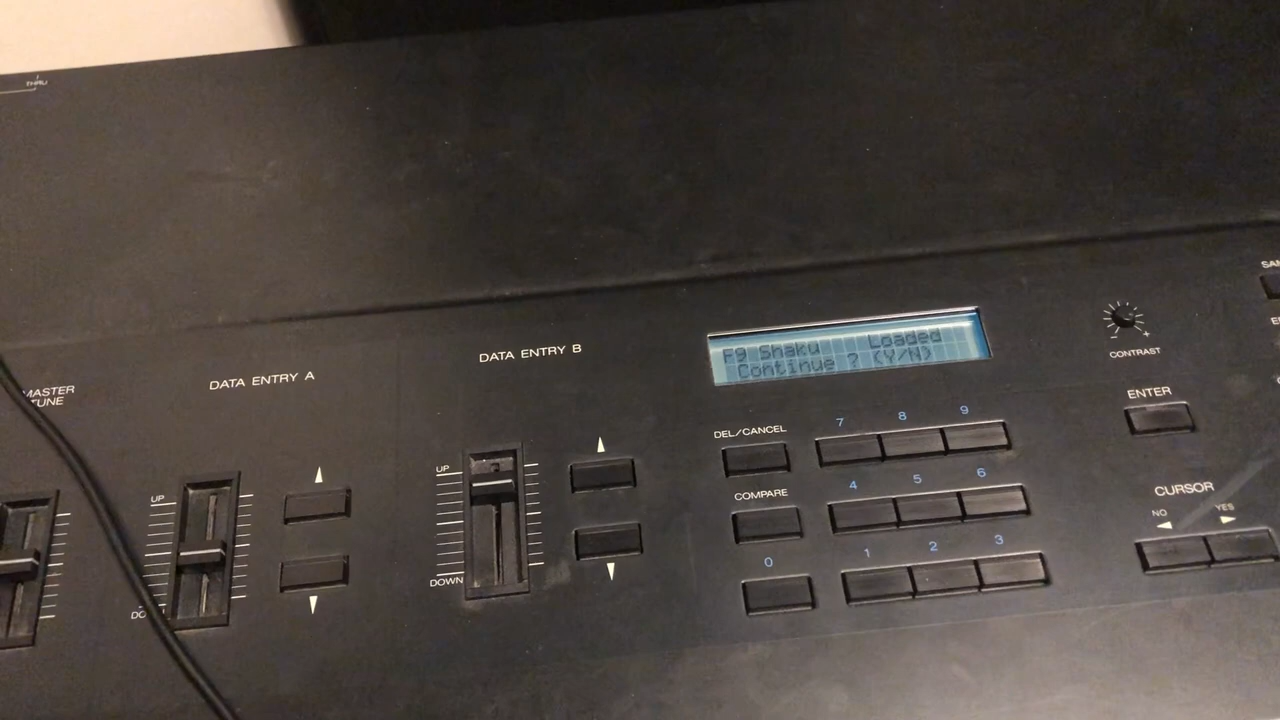 THRU
MASTER
TUNE
DATA ENTRY A
UP
DATA ENTRY B
UP
DOWN
F9 Shaku Loaded
Continue ? (Y/N)
DEL/CANCEL
COMPARE
0
7 8 9
4 5 6
1 2 3
CONTRAST
- +
ENTER
CURSOR
NO YES